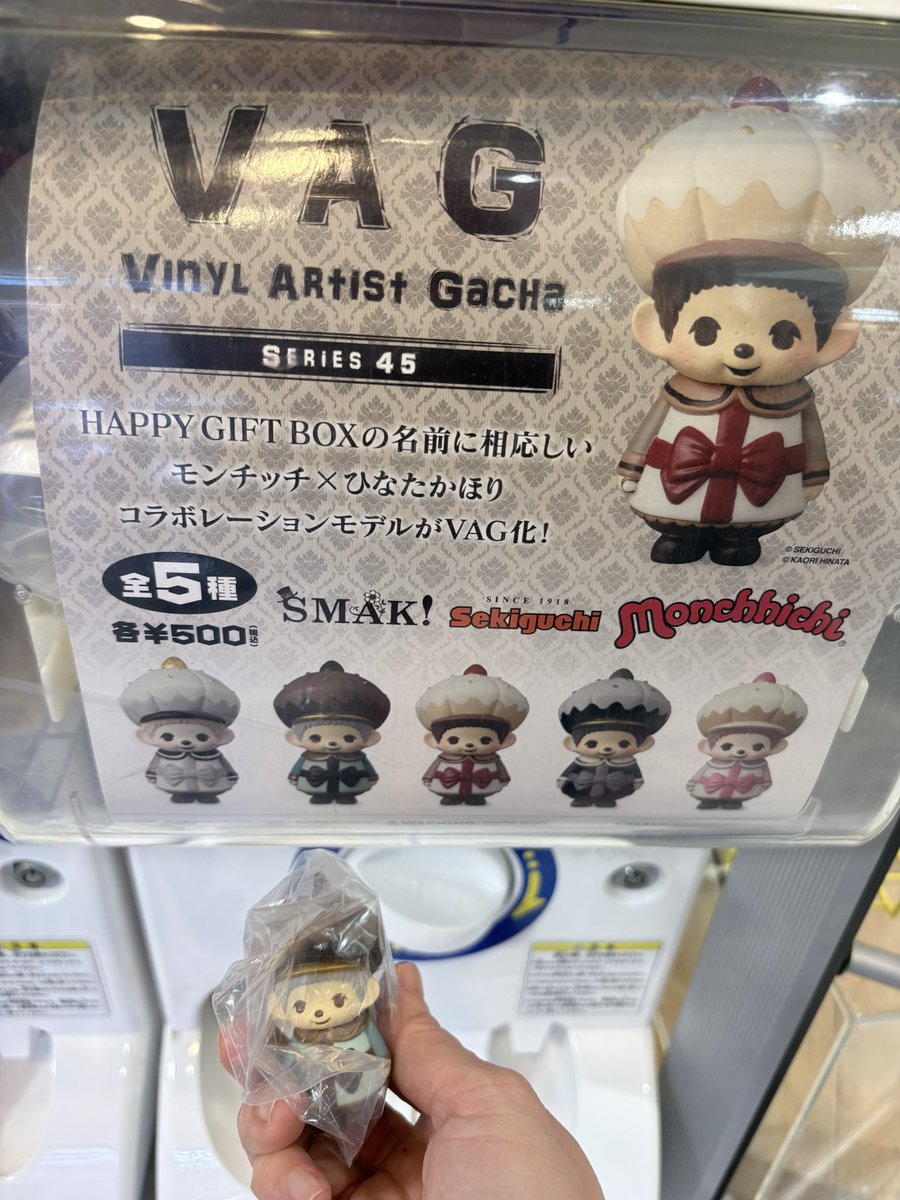 VAG
Vinyl Artist Gacha
SERIES 45
HAPPY GIFT BOXの名前に相応しい
モンチッチ×ひなたかほり
コラボレーションモデルがVAG化!
全5種
各¥500(税込)
SMAK!
SINCE 1918
Sekiguchi
Monchhichi
© SEKIGUCHI
© KAORI HINATA